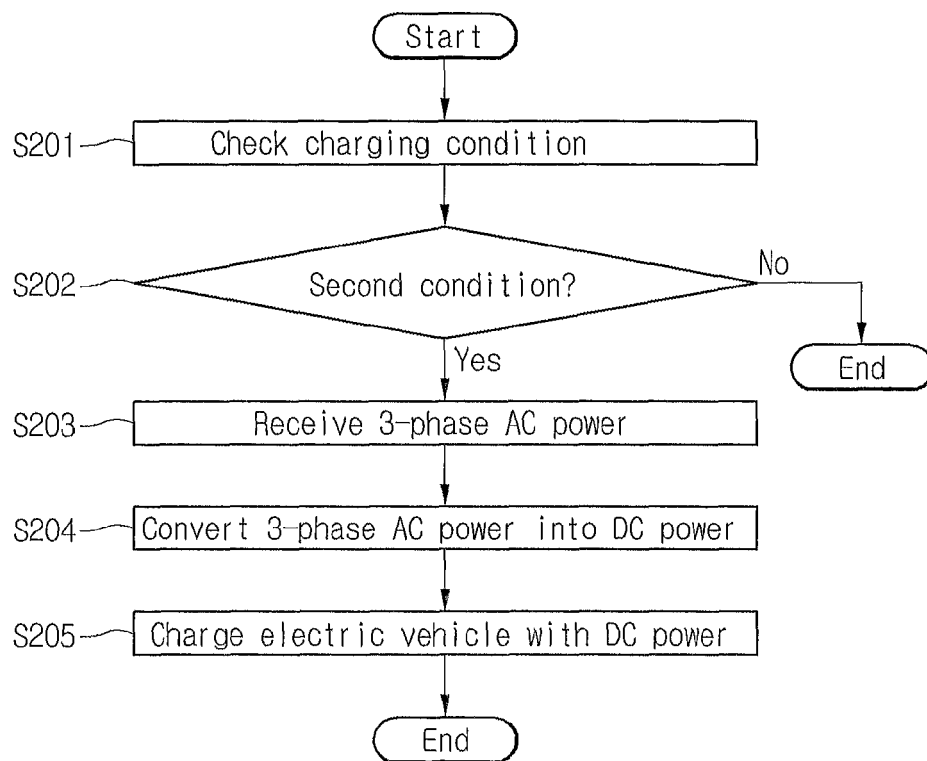 Start
S201
Check charging condition
S202
Second condition?
No
End
Yes
S203
Receive 3-phase AC power
S204
Convert 3-phase AC power into DC power
S205
Charge electric vehicle with DC power
End